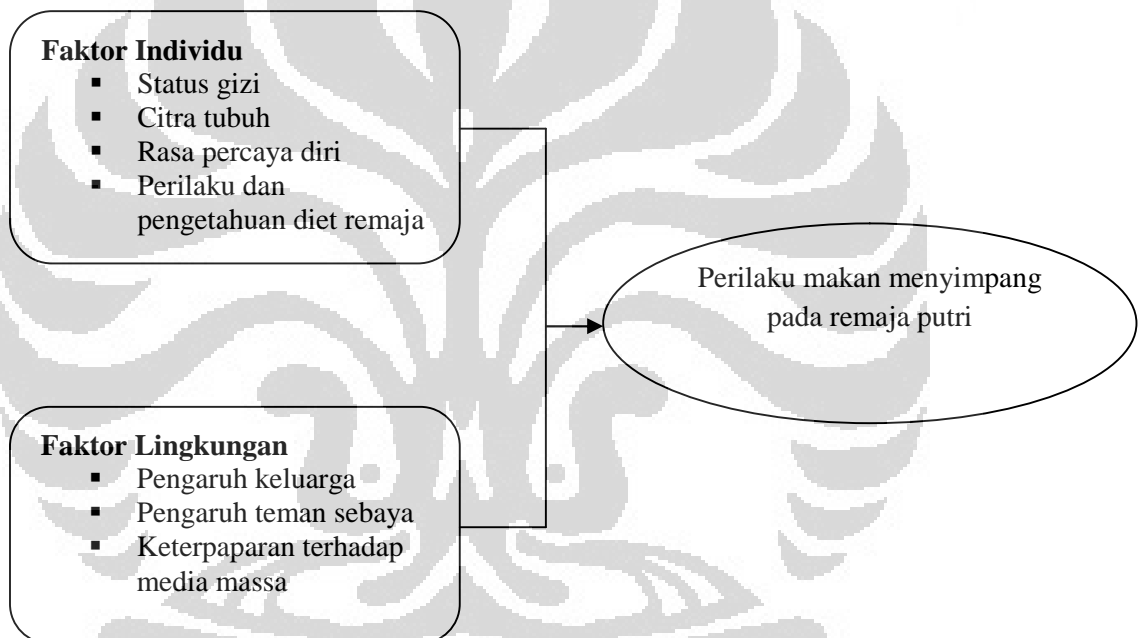 Faktor Individu
▪ Status gizi
▪ Citra tubuh
▪ Rasa percaya diri
▪ Perilaku dan
pengetahuan diet remaja
Perilaku makan menyimpang
pada remaja putri
Faktor Lingkungan
▪ Pengaruh keluarga
▪ Pengaruh teman sebaya
▪ Keterpaparan terhadap
media massa